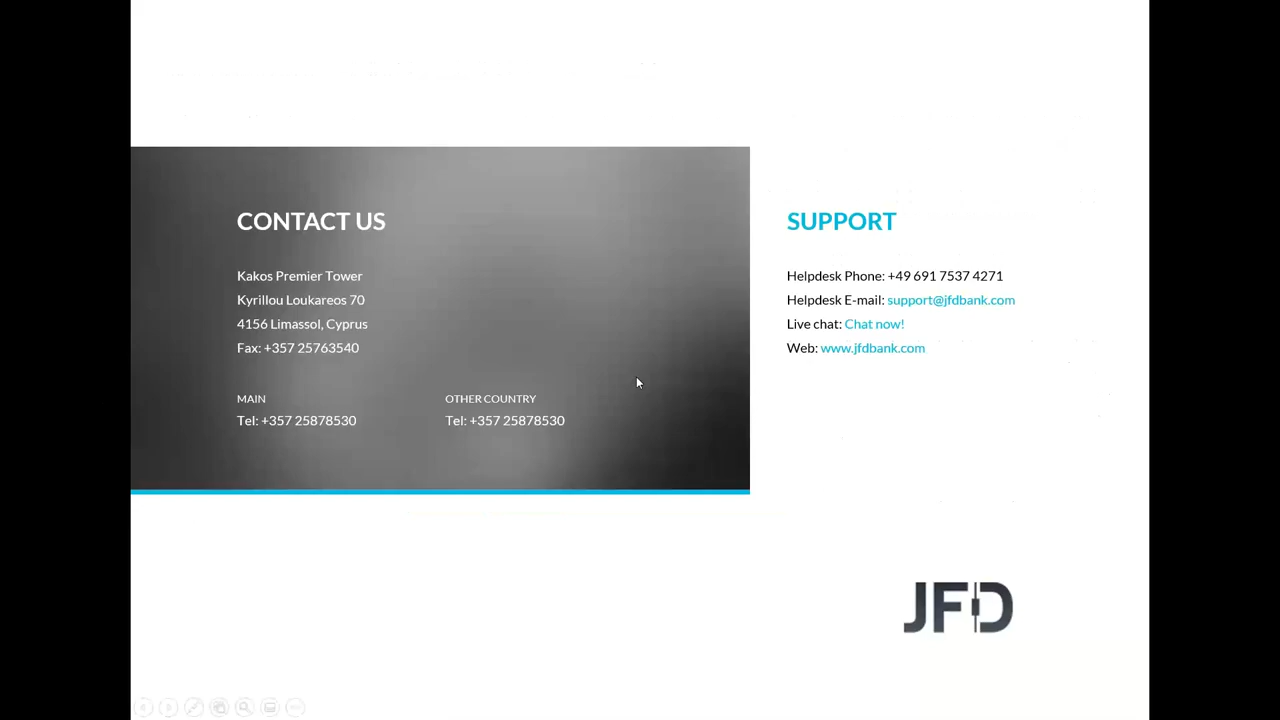 CONTACT US
Kakos Premier Tower
Kyrillou Loukareos 70
4156 Limassol, Cyprus
Fax: +357 25763540
MAIN
Tel: +357 25878530
OTHER COUNTRY
Tel: +357 25878530
SUPPORT
Helpdesk Phone: +49 691 7537 4271
Helpdesk E-mail: support@jfdbank.com
Live chat: Chat now!
Web: www.jfdbank.com
JFD